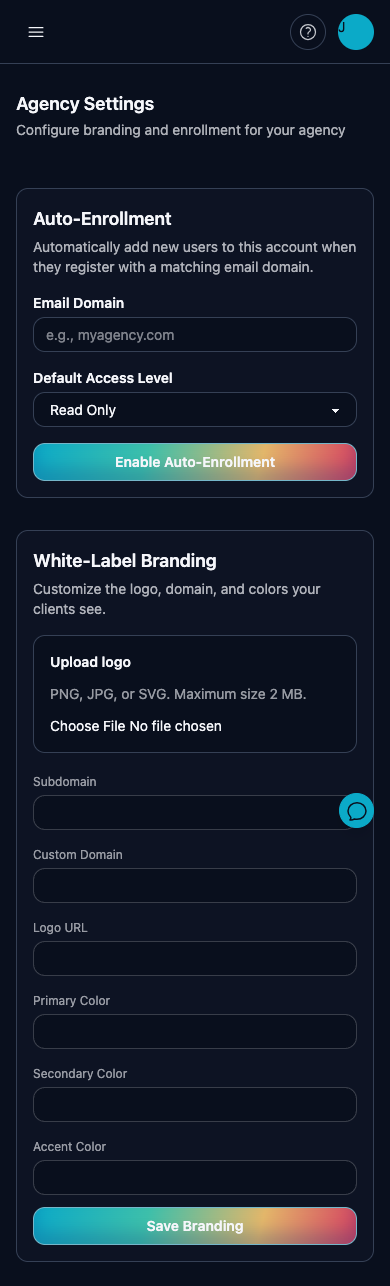 J
Agency Settings
Configure branding and enrollment for your agency
Auto-Enrollment
Automatically add new users to this account when
they register with a matching email domain.
Email Domain
e.g., myagency.com
Default Access Level
Read Only
Enable Auto-Enrollment
White-Label Branding
Customize the logo, domain, and colors your
clients see.
Upload logo
PNG, JPG, or SVG. Maximum size 2 MB.
Choose File No file chosen
Subdomain
Custom Domain
Logo URL
Primary Color
Secondary Color
Accent Color
Save Branding